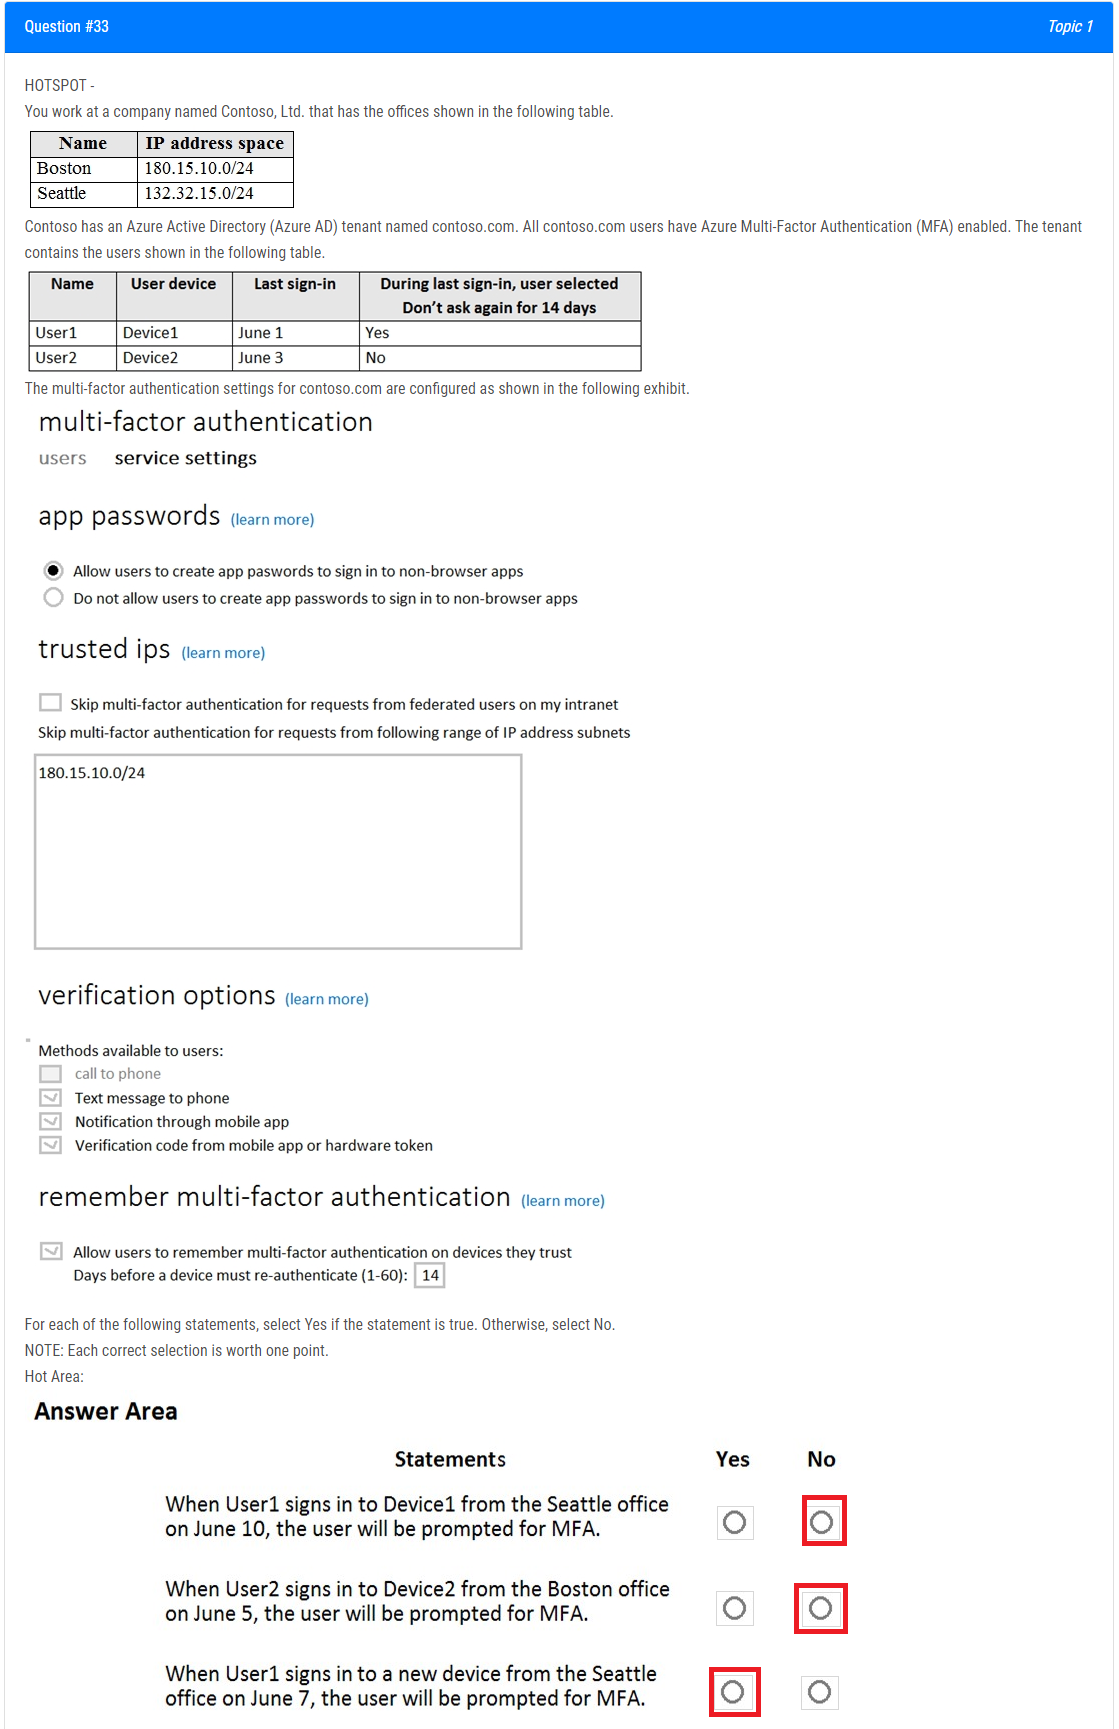 Question #33 Topic 1
HOTSPOT -
You work at a company named Contoso, Ltd. that has the offices shown in the following table.
Name IP address space
Boston 180.15.10.0/24
Seattle 132.32.15.0/24
Contoso has an Azure Active Directory (Azure AD) tenant named contoso.com. All contoso.com users have Azure Multi-Factor Authentication (MFA) enabled. The tenant
contains the users shown in the following table.
Name User device Last sign-in During last sign-in, user selected
Don't ask again for 14 days
User1 Device1 June 1 Yes
User2 Device2 June 3 No
The multi-factor authentication settings for contoso.com are configured as shown in the following exhibit.
multi-factor authentication
users service settings
app passwords (learn more)
Allow users to create app paswords to sign in to non-browser apps
Do not allow users to create app passwords to sign in to non-browser apps
trusted ips (learn more)
Skip multi-factor authentication for requests from federated users on my intranet
Skip multi-factor authentication for requests from following range of IP address subnets
180.15.10.0/24
verification options (learn more)
Methods available to users:
call to phone
Text message to phone
Notification through mobile app
Verification code from mobile app or hardware token
remember multi-factor authentication (learn more)
Allow users to remember multi-factor authentication on devices they trust
Days before a device must re-authenticate (1-60): 14
For each of the following statements, select Yes if the statement is true. Otherwise, select No.
NOTE: Each correct selection is worth one point.
Hot Area:
Answer Area
Statements Yes No
When User1 signs in to Device1 from the Seattle office
on June 10, the user will be prompted for MFA.
When User2 signs in to Device2 from the Boston office
on June 5, the user will be prompted for MFA.
When User1 signs in to a new device from the Seattle
office on June 7, the user will be prompted for MFA.